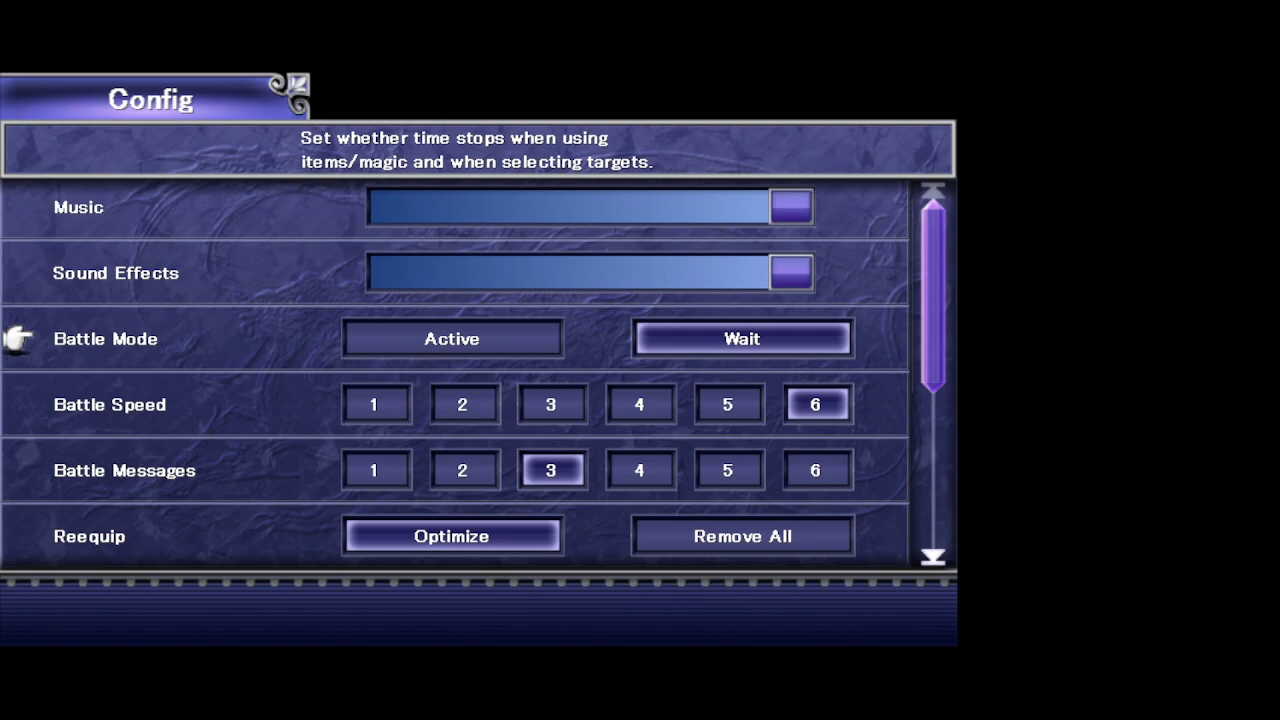 Config
Set whether time stops when using
items/magic and when selecting targets.
Music
Sound Effects
Battle Mode Active Wait
Battle Speed 1 2 3 4 5 6
Battle Messages 1 2 3 4 5 6
Reequip Optimize Remove All